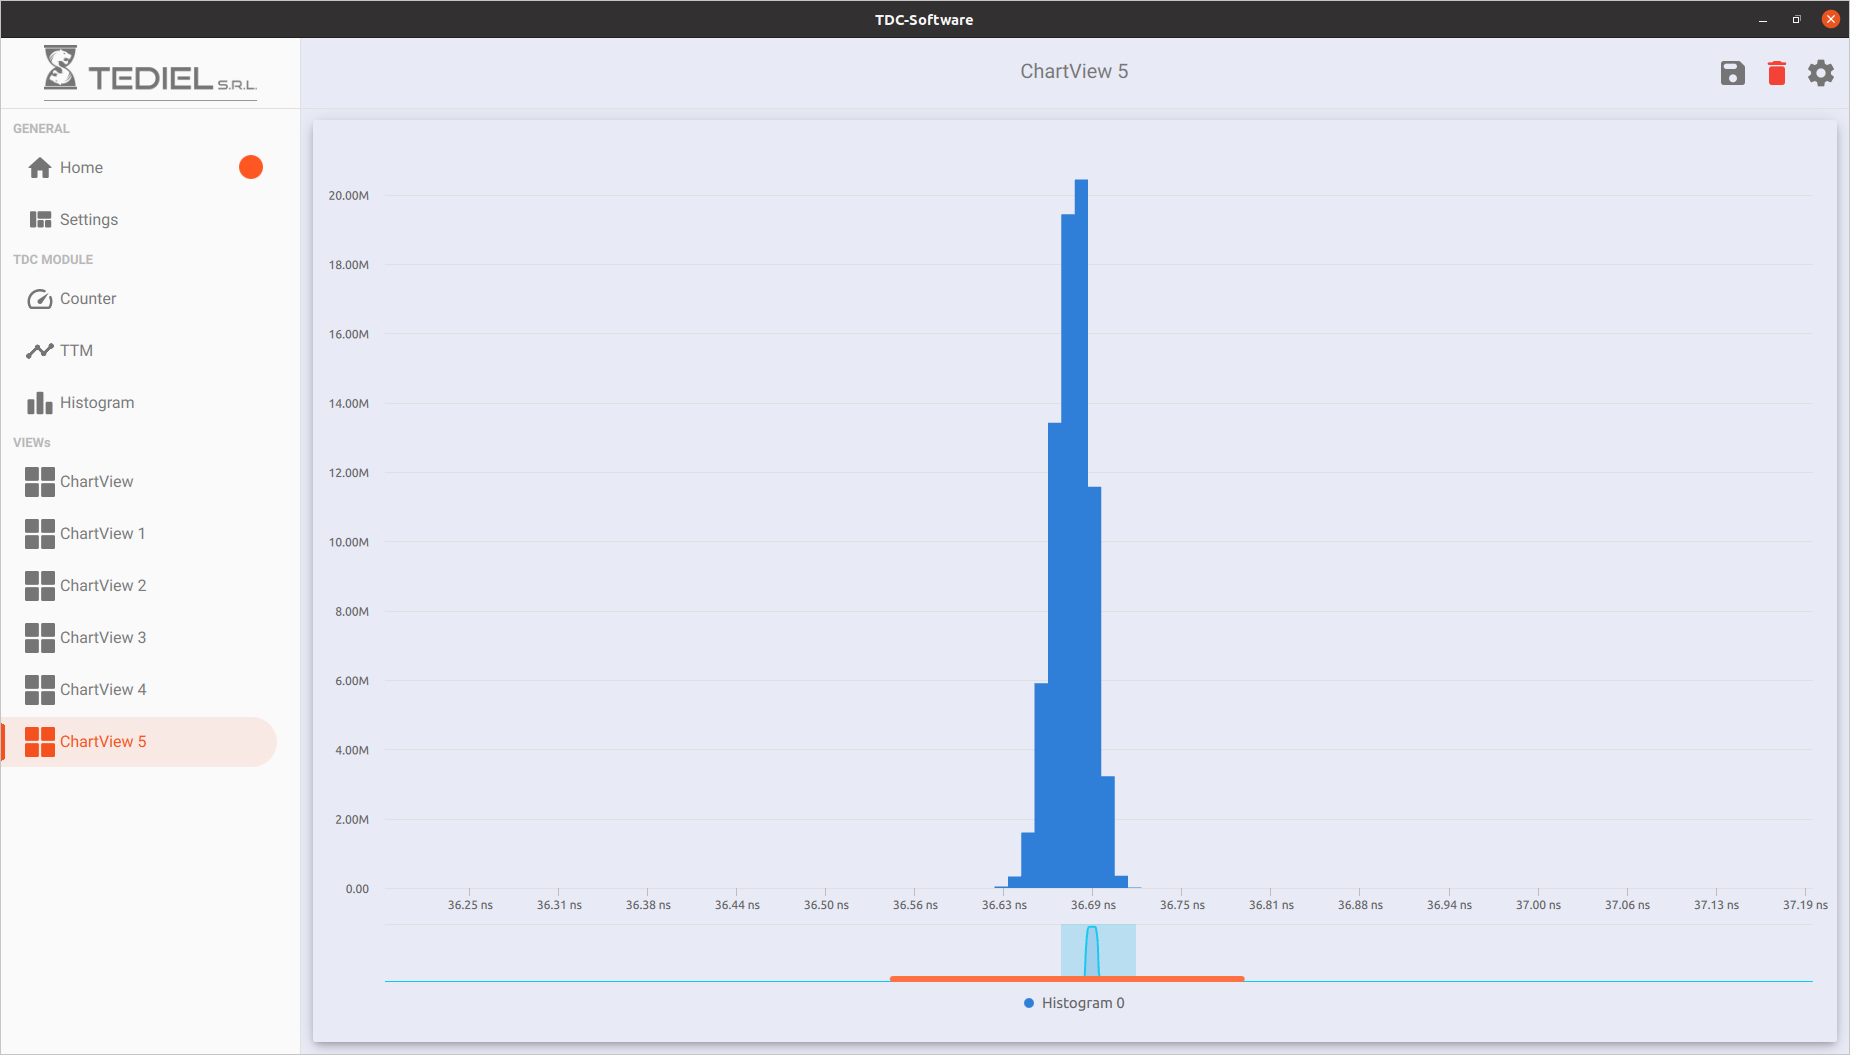 TDC-Software
TEDIEL S.R.L.
ChartView 5
GENERAL
Home
Settings
TDC MODULE
Counter
TTM
Histogram
VIEWs
ChartView
ChartView 1
ChartView 2
ChartView 3
ChartView 4
ChartView 5
20.00M
18.00M
16.00M
14.00M
12.00M
10.00M
8.00M
6.00M
4.00M
2.00M
0.00
36.25 ns 36.31 ns 36.38 ns 36.44 ns 36.50 ns 36.56 ns 36.63 ns 36.69 ns 36.75 ns 36.81 ns 36.88 ns 36.94 ns 37.00 ns 37.06 ns 37.13 ns 37.19 ns
Histogram 0